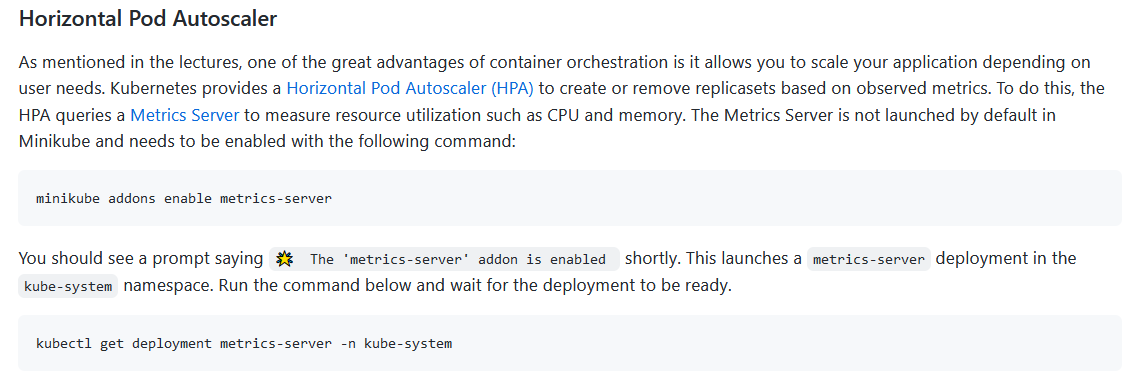 Horizontal Pod Autoscaler
As mentioned in the lectures, one of the great advantages of container orchestration is it allows you to scale your application depending on
user needs. Kubernetes provides a Horizontal Pod Autoscaler (HPA) to create or remove replicasets based on observed metrics. To do this, the
HPA queries a Metrics Server to measure resource utilization such as CPU and memory. The Metrics Server is not launched by default in
Minikube and needs to be enabled with the following command:
minikube addons enable metrics-server
You should see a prompt saying 🌟 The 'metrics-server' addon is enabled shortly. This launches a metrics-server deployment in the
kube-system namespace. Run the command below and wait for the deployment to be ready.
kubectl get deployment metrics-server -n kube-system